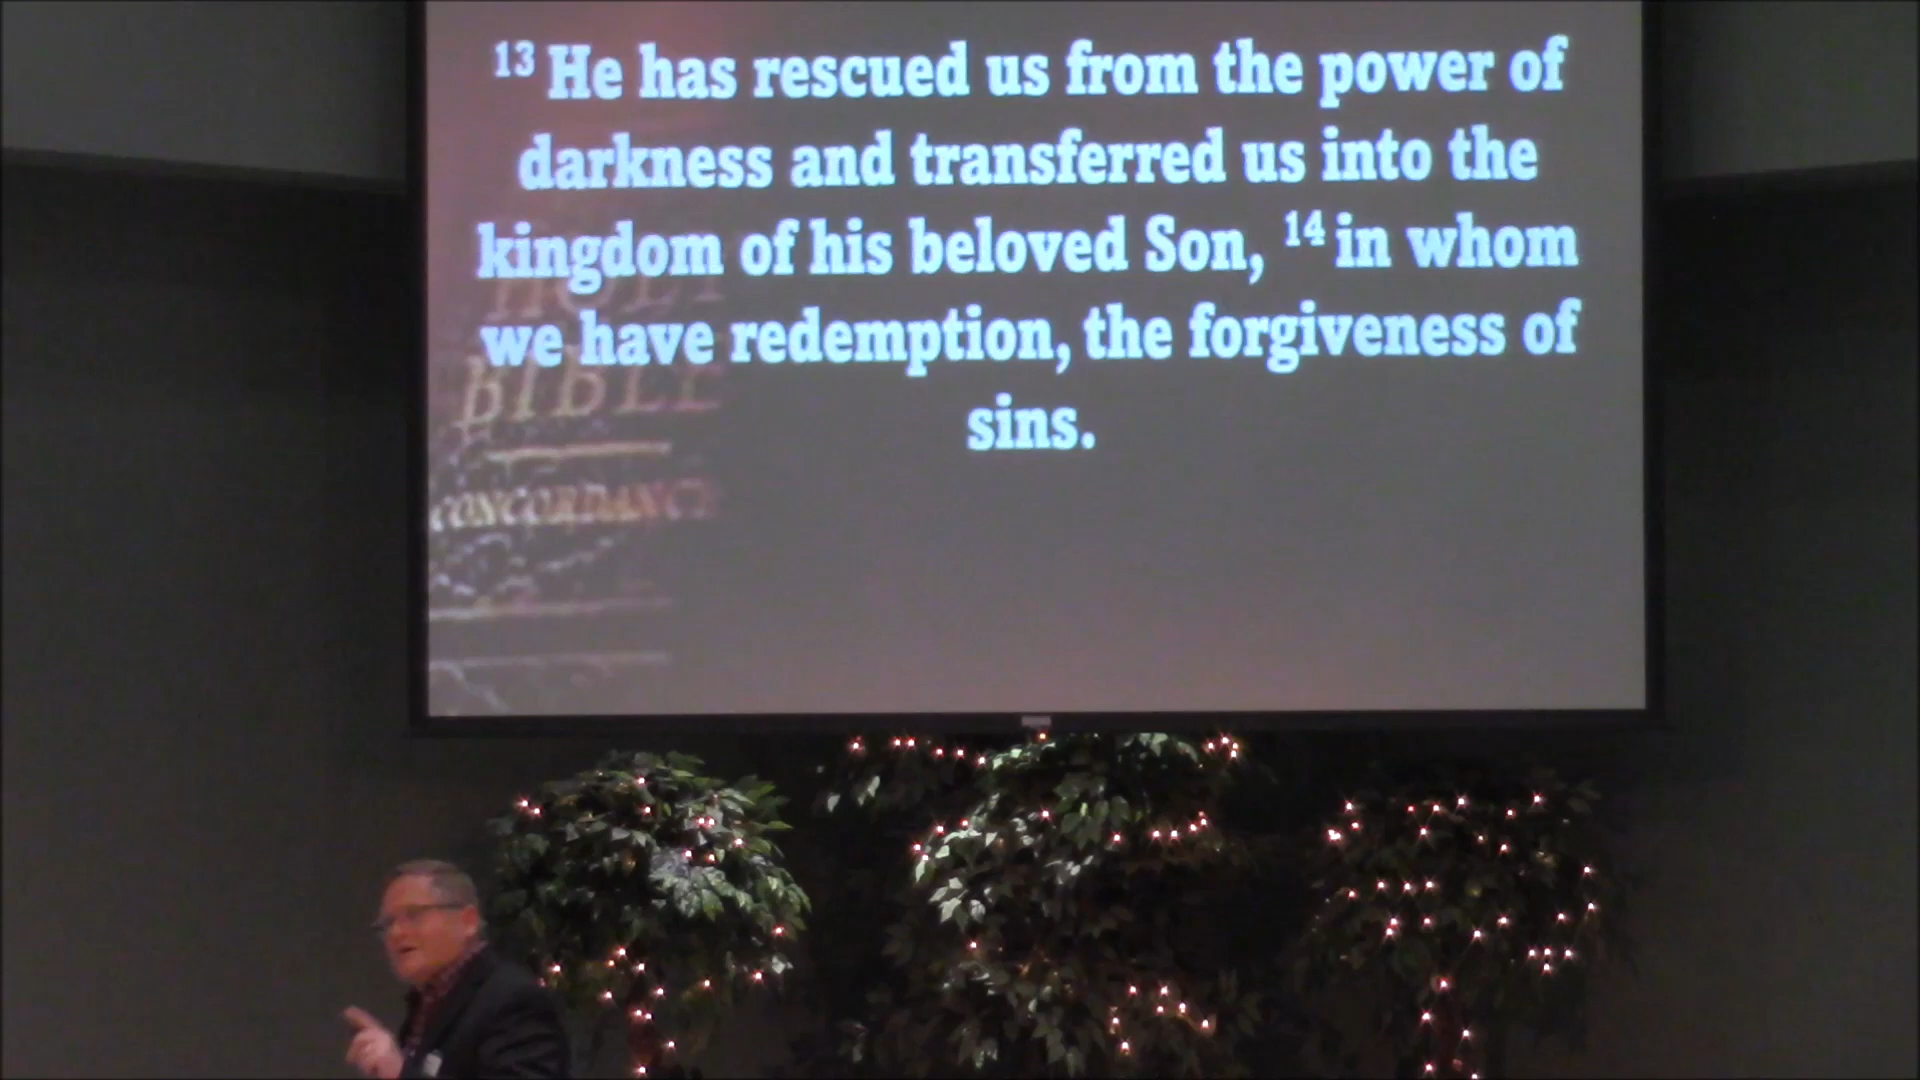 13 He has rescued us from the power of
darkness and transferred us into the
kingdom of his beloved Son, 14 in whom
we have redemption, the forgiveness of
sins.
HOLY
BIBLE
CONCORDANCE